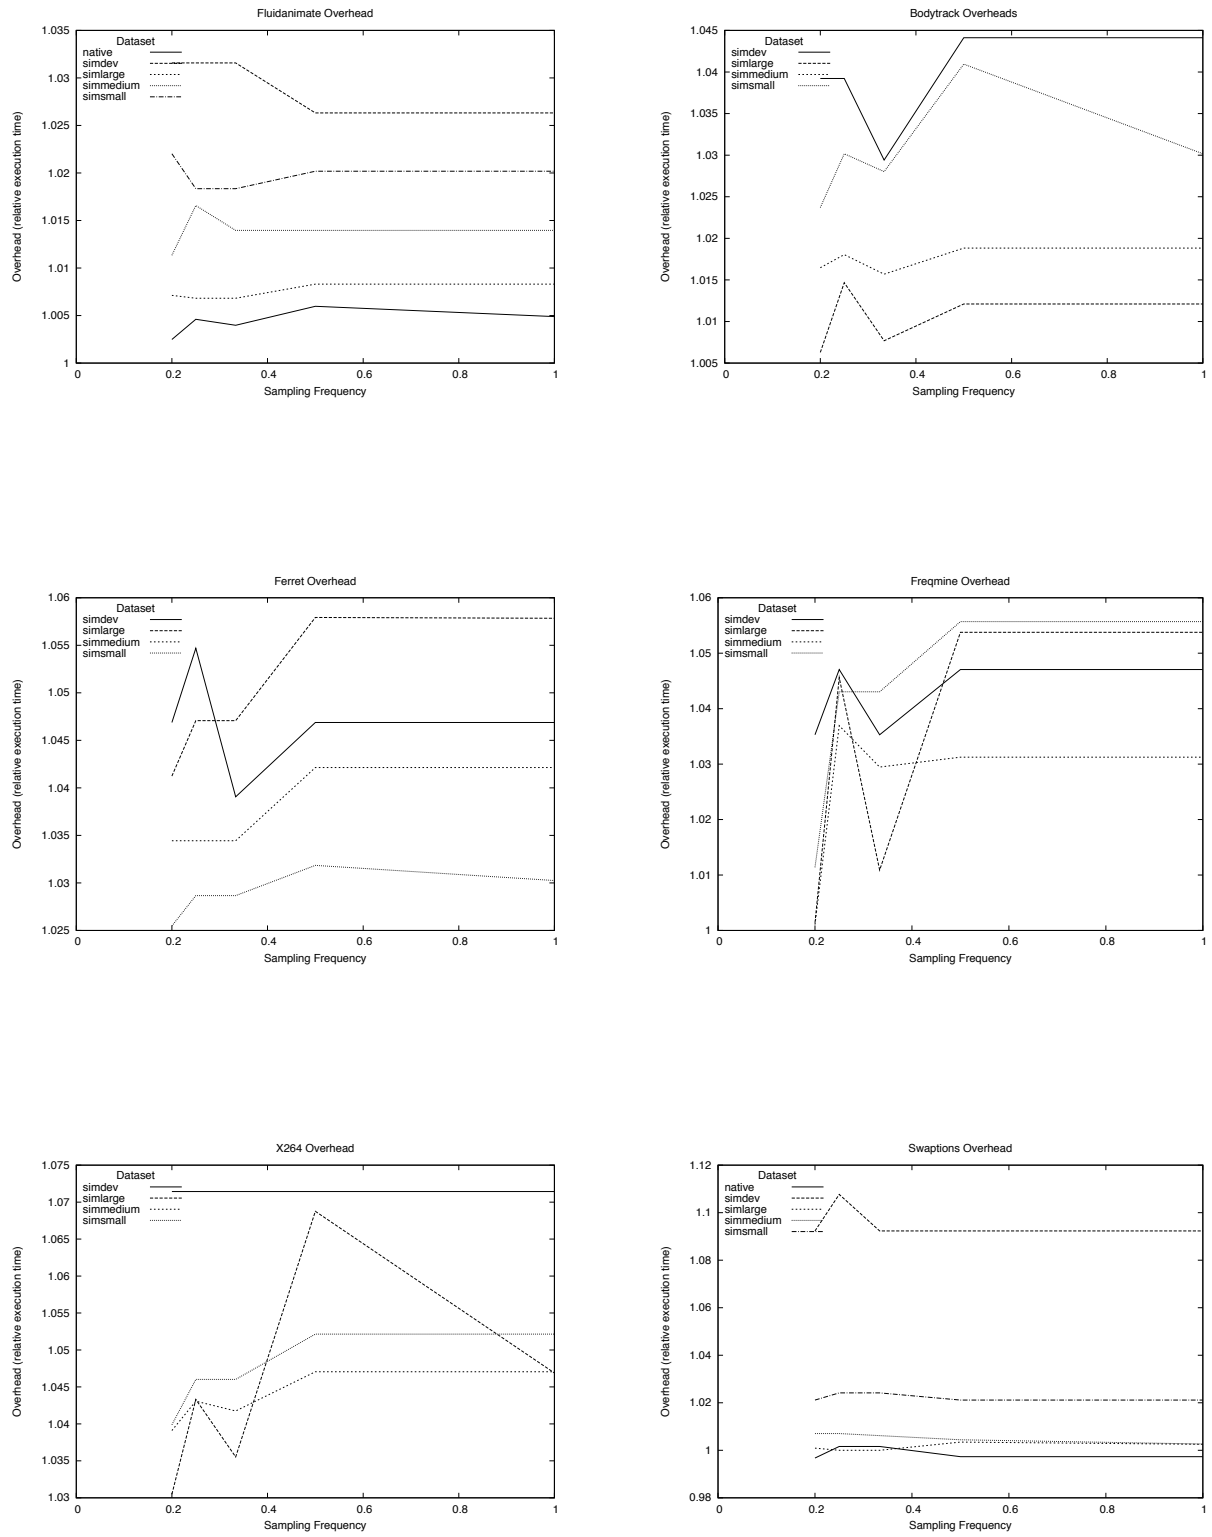 Fluidanimate Overhead
Dataset
native
simdev
simlarge
simmedium
simsmall
1.035
1.03
1.025
1.02
1.015
1.01
1.005
1
Overhead (relative execution time)
0 0.2 0.4 0.6 0.8 1
Sampling Frequency
Bodytrack Overheads
Dataset
simdev
simlarge
simmedium
simsmall
1.045
1.04
1.035
1.03
1.025
1.02
1.015
1.01
1.005
Overhead (relative execution time)
0 0.2 0.4 0.6 0.8 1
Sampling Frequency
Ferret Overhead
Dataset
simdev
simlarge
simmedium
simsmall
1.06
1.055
1.05
1.045
1.04
1.035
1.03
1.025
Overhead (relative execution time)
0 0.2 0.4 0.6 0.8 1
Sampling Frequency
Freqmine Overhead
Dataset
simdev
simlarge
simmedium
simsmall
1.06
1.05
1.04
1.03
1.02
1.01
1
Overhead (relative execution time)
0 0.2 0.4 0.6 0.8 1
Sampling Frequency
X264 Overhead
Dataset
simdev
simlarge
simmedium
simsmall
1.075
1.07
1.065
1.06
1.055
1.05
1.045
1.04
1.035
1.03
Overhead (relative execution time)
0 0.2 0.4 0.6 0.8 1
Sampling Frequency
Swaptions Overhead
Dataset
native
simdev
simlarge
simmedium
simsmall
1.12
1.1
1.08
1.06
1.04
1.02
1
0.98
Overhead (relative execution time)
0 0.2 0.4 0.6 0.8 1
Sampling Frequency